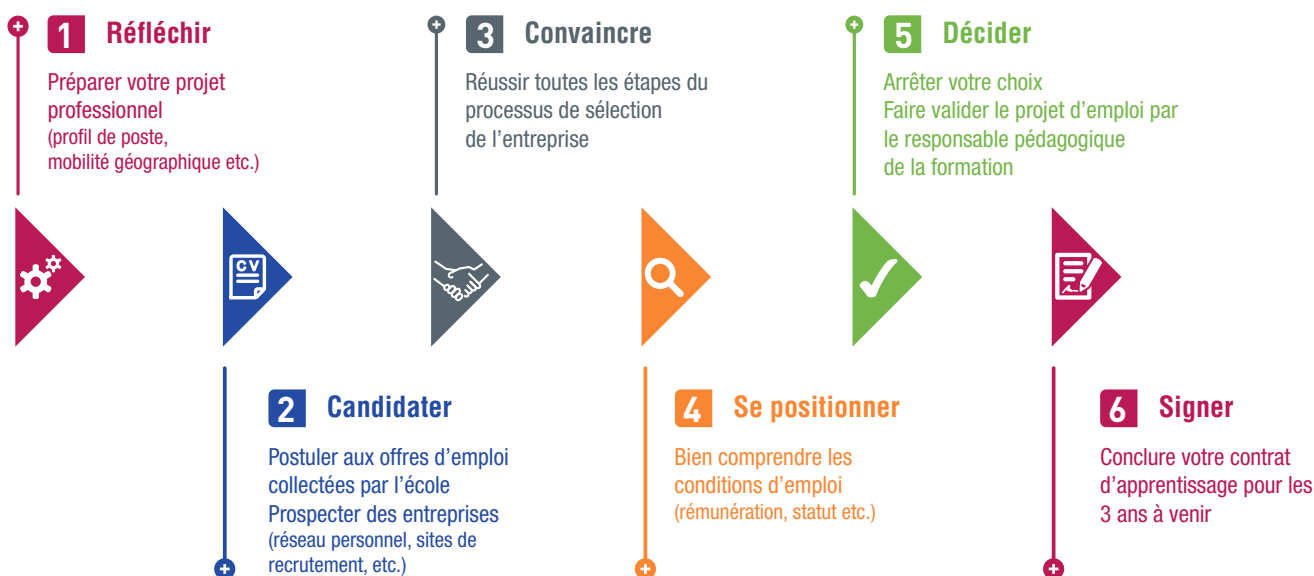 1 Réfléchir
Préparer votre projet
professionnel
(profil de poste,
mobilité géographique etc.)
2 Candidater
Postuler aux offres d'emploi
collectées par l'école
Prospecter des entreprises
(réseau personnel, sites de
recrutement, etc.)
3 Convaincre
Réussir toutes les étapes du
processus de sélection
de l'entreprise
4 Se positionner
Bien comprendre les
conditions d'emploi
(rémunération, statut etc.)
5 Décider
Arrêter votre choix
Faire valider le projet d'emploi par
le responsable pédagogique
de la formation
6 Signer
Conclure votre contrat
d'apprentissage pour les
3 ans à venir
CV